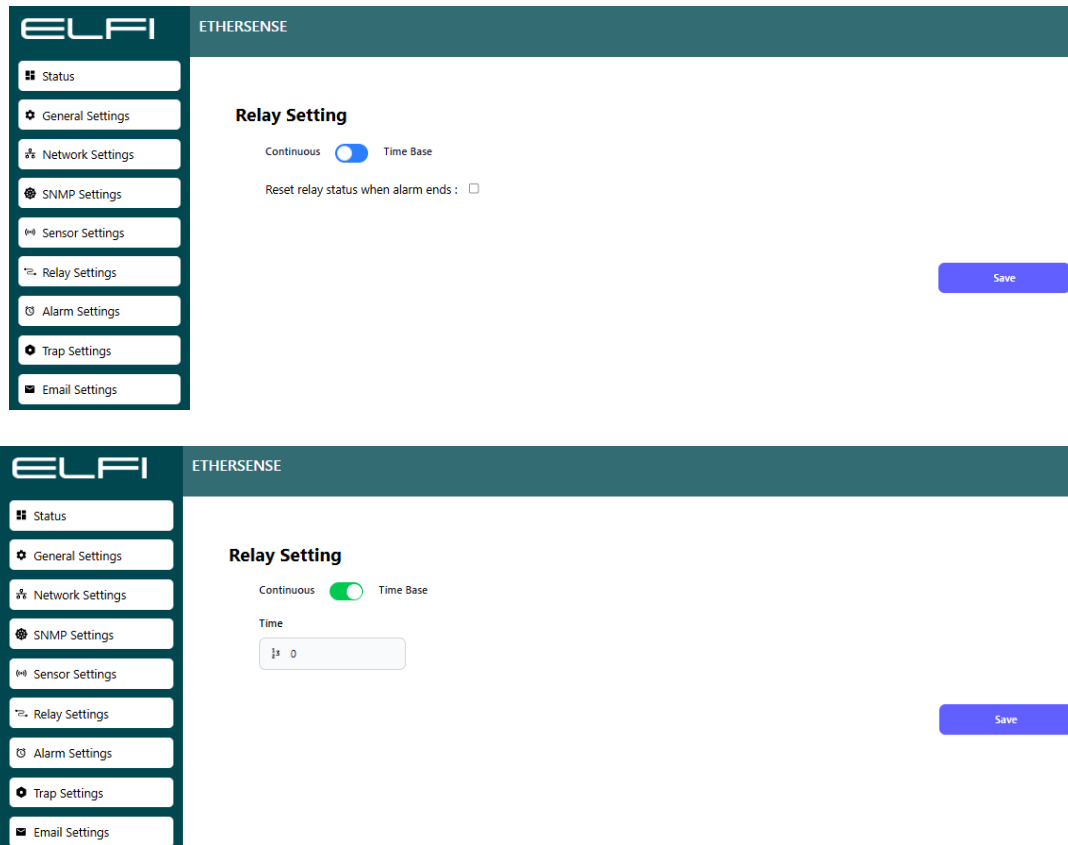 ELFI
ETHERSENSE
Status
General Settings
Network Settings
SNMP Settings
Sensor Settings
Relay Settings
Alarm Settings
Trap Settings
Email Settings
Relay Setting
Continuous Time Base
Reset relay status when alarm ends :
Save
ELFI
ETHERSENSE
Status
General Settings
Network Settings
SNMP Settings
Sensor Settings
Relay Settings
Alarm Settings
Trap Settings
Email Settings
Relay Setting
Continuous Time Base
Time
0
Save